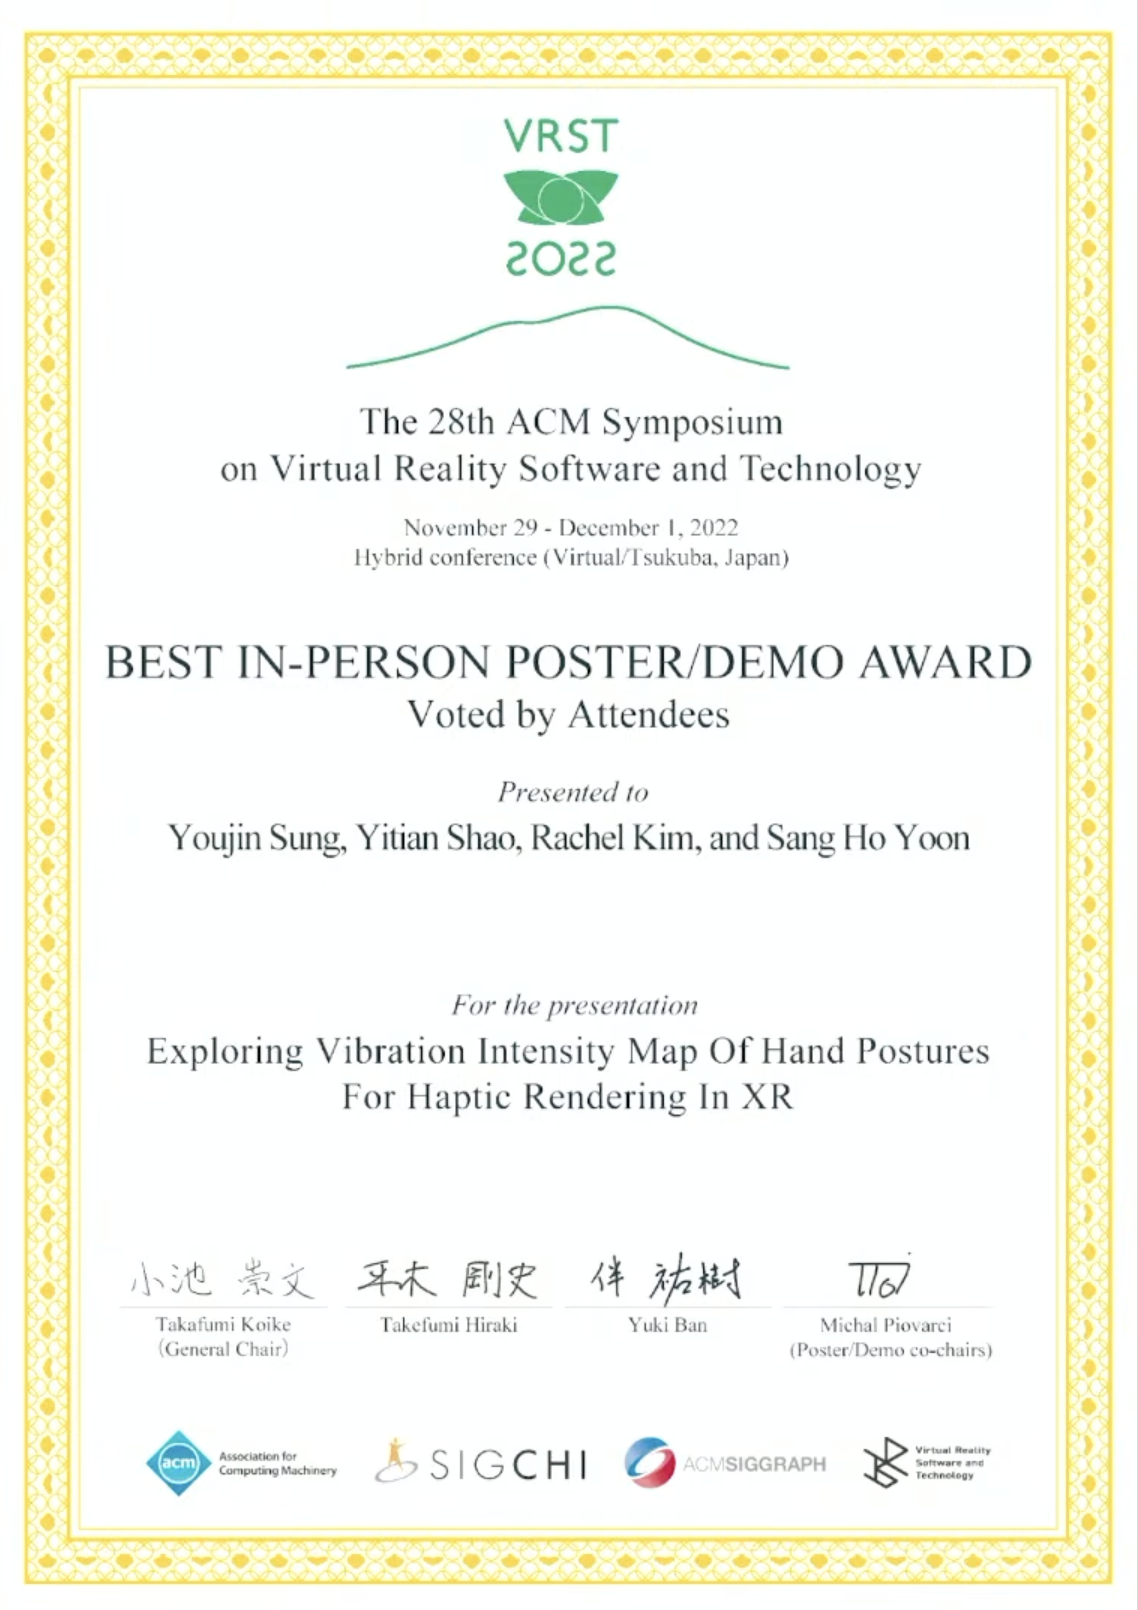 VRST
2022
The 28th ACM Symposium
on Virtual Reality Software and Technology
November 29 - December 1, 2022
Hybrid conference (Virtual/Tsukuba, Japan)
BEST IN-PERSON POSTER/DEMO AWARD
Voted by Attendees
Presented to
Youjin Sung, Yitian Shao, Rachel Kim, and Sang Ho Yoon
For the presentation
Exploring Vibration Intensity Map Of Hand Postures
For Haptic Rendering In XR
小池 崇文 平木 剛史 伴 祐樹
Takafumi Koike Takefumi Hiraki Yuki Ban Michal Piovarci
(General Chair) (Poster/Demo co-chairs)
acm Association for
Computing Machinery
SIGCHI
ACMSIGGRAPH
Virtual Reality
Software and
Technology